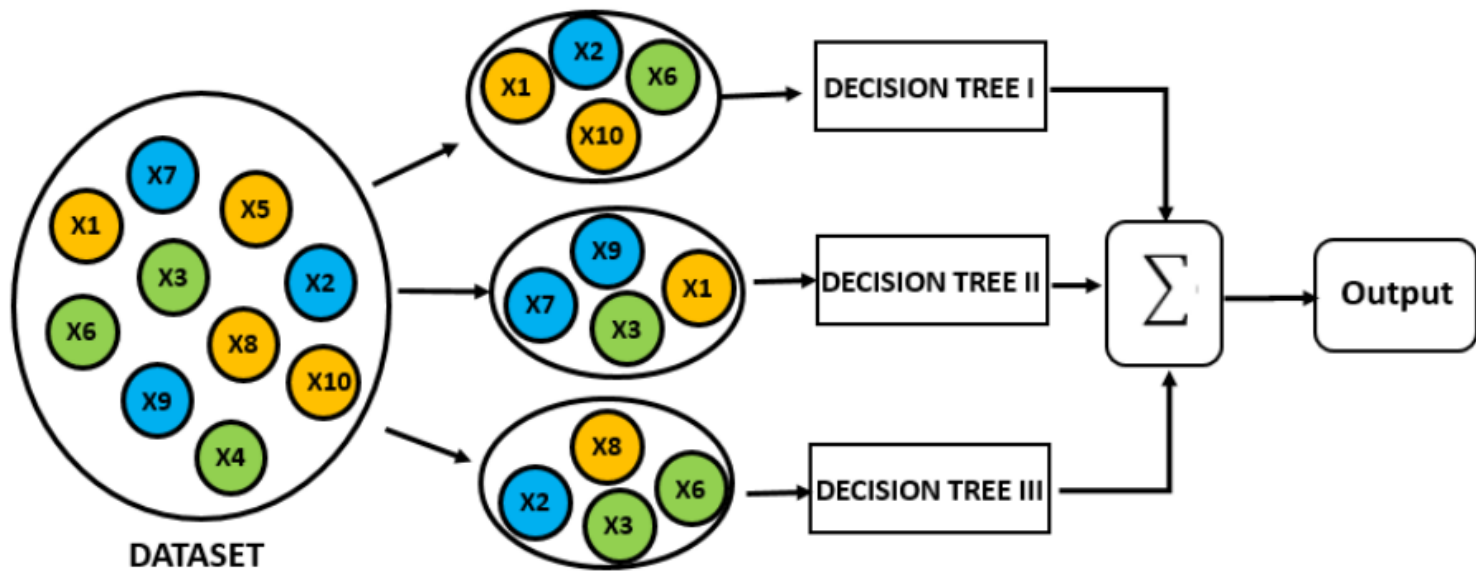 X7
X5
X1
X3
X2
X6
X8
X10
X9
X4
DATASET
X2
X1
X6
X10
DECISION TREE I
X9
X1
X7
X3
DECISION TREE II
X8
X6
X2
X3
DECISION TREE III
∑
Output